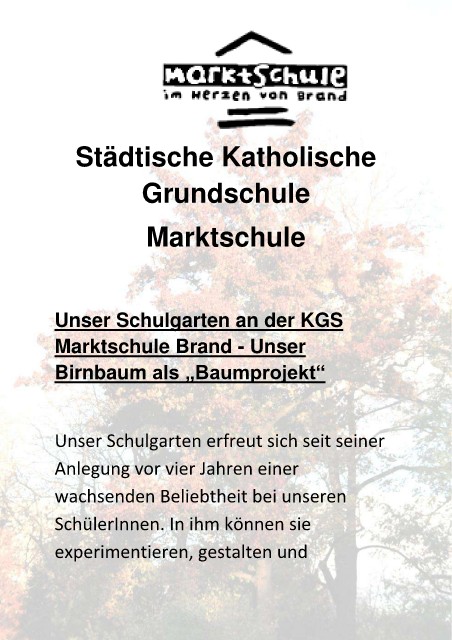 marktschule
im Herzen von Brand
Städtische Katholische
Grundschule
Marktschule
Unser Schulgarten an der KGS
Marktschule Brand - Unser
Birnbaum als „Baumprojekt“
Unser Schulgarten erfreut sich seit seiner
Anlegung vor vier Jahren einer
wachsenden Beliebtheit bei unseren
SchülerInnen. In ihm können sie
experimentieren, gestalten und